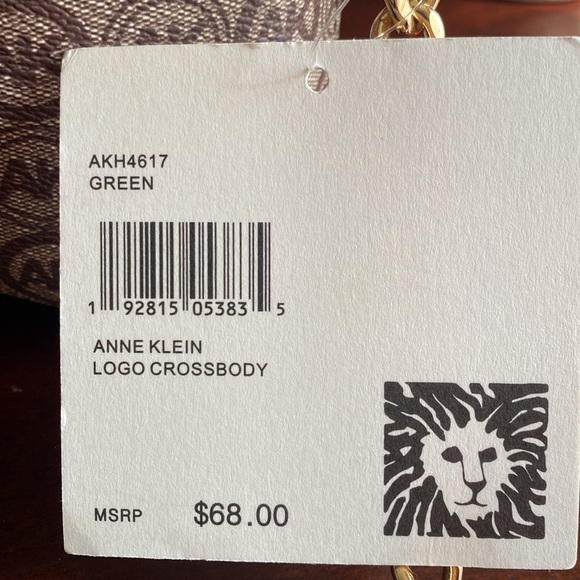 AKH4617
GREEN
1 92815 05383 5
ANNE KLEIN
LOGO CROSSBODY
MSRP $68.00